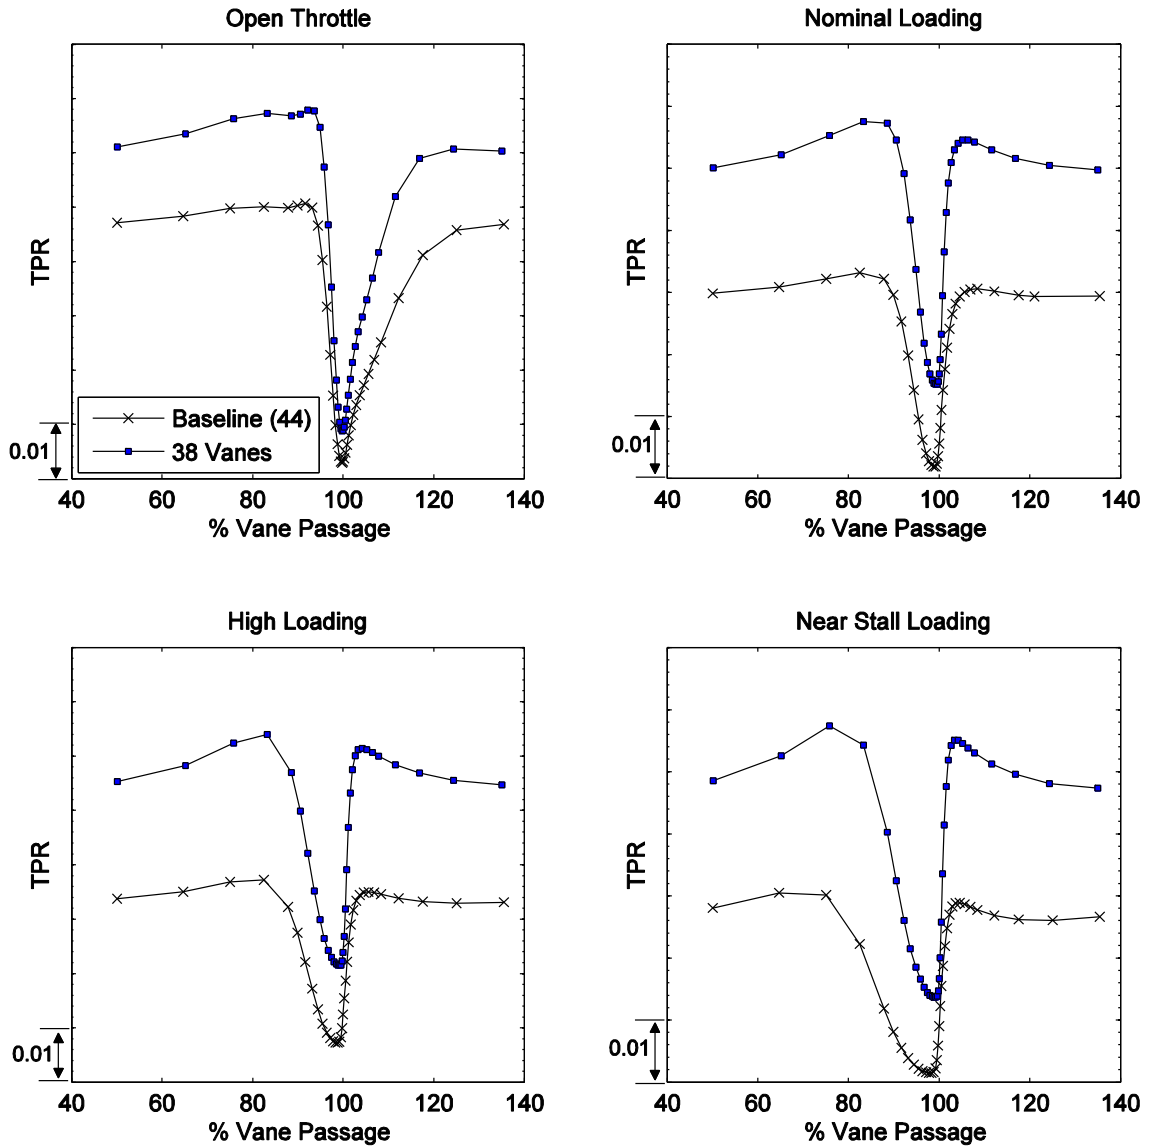 Open Throttle
TPR
0.01
Baseline (44)
38 Vanes
40 60 80 100 120 140
% Vane Passage
Nominal Loading
TPR
0.01
40 60 80 100 120 140
% Vane Passage
High Loading
TPR
0.01
40 60 80 100 120 140
% Vane Passage
Near Stall Loading
TPR
0.01
40 60 80 100 120 140
% Vane Passage